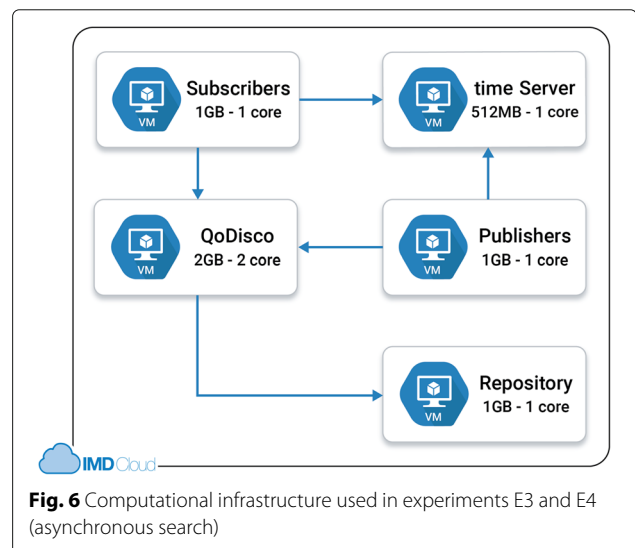 Subscribers
1GB - 1 core
VM
time Server
512MB - 1 core
VM
QoDisco
2GB - 2 core
VM
Publishers
1GB - 1 core
VM
Repository
1GB - 1 core
VM
IMD Cloud
Fig. 6 Computational infrastructure used in experiments E3 and E4
(asynchronous search)